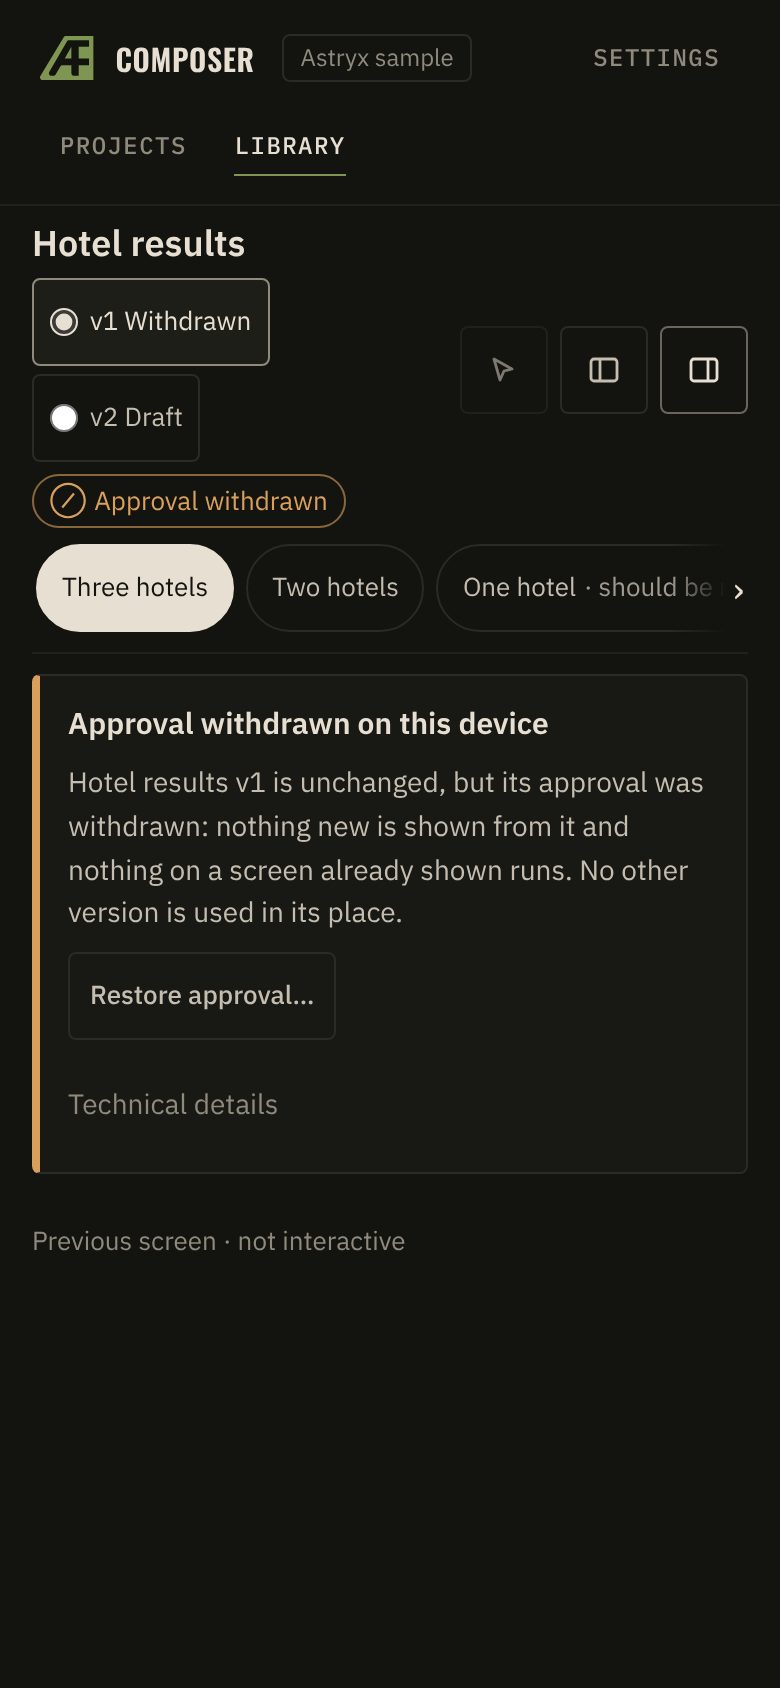 Æ COMPOSER Astryx sample SETTINGS
PROJECTS LIBRARY
Hotel results
v1 Withdrawn
v2 Draft
Approval withdrawn
Three hotels Two hotels One hotel · should be
Approval withdrawn on this device
Hotel results v1 is unchanged, but its approval was
withdrawn: nothing new is shown from it and
nothing on a screen already shown runs. No other
version is used in its place.
Restore approval...
Technical details
Previous screen · not interactive